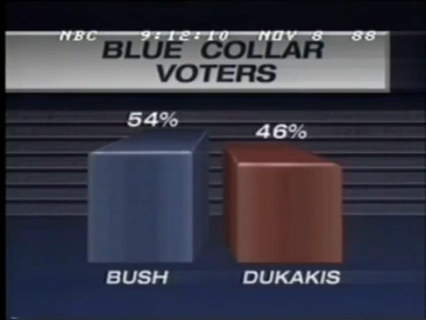 NBC 9:12:10 NOV 8 88
BLUE COLLAR
VOTERS
54% 46%
BUSH DUKAKIS